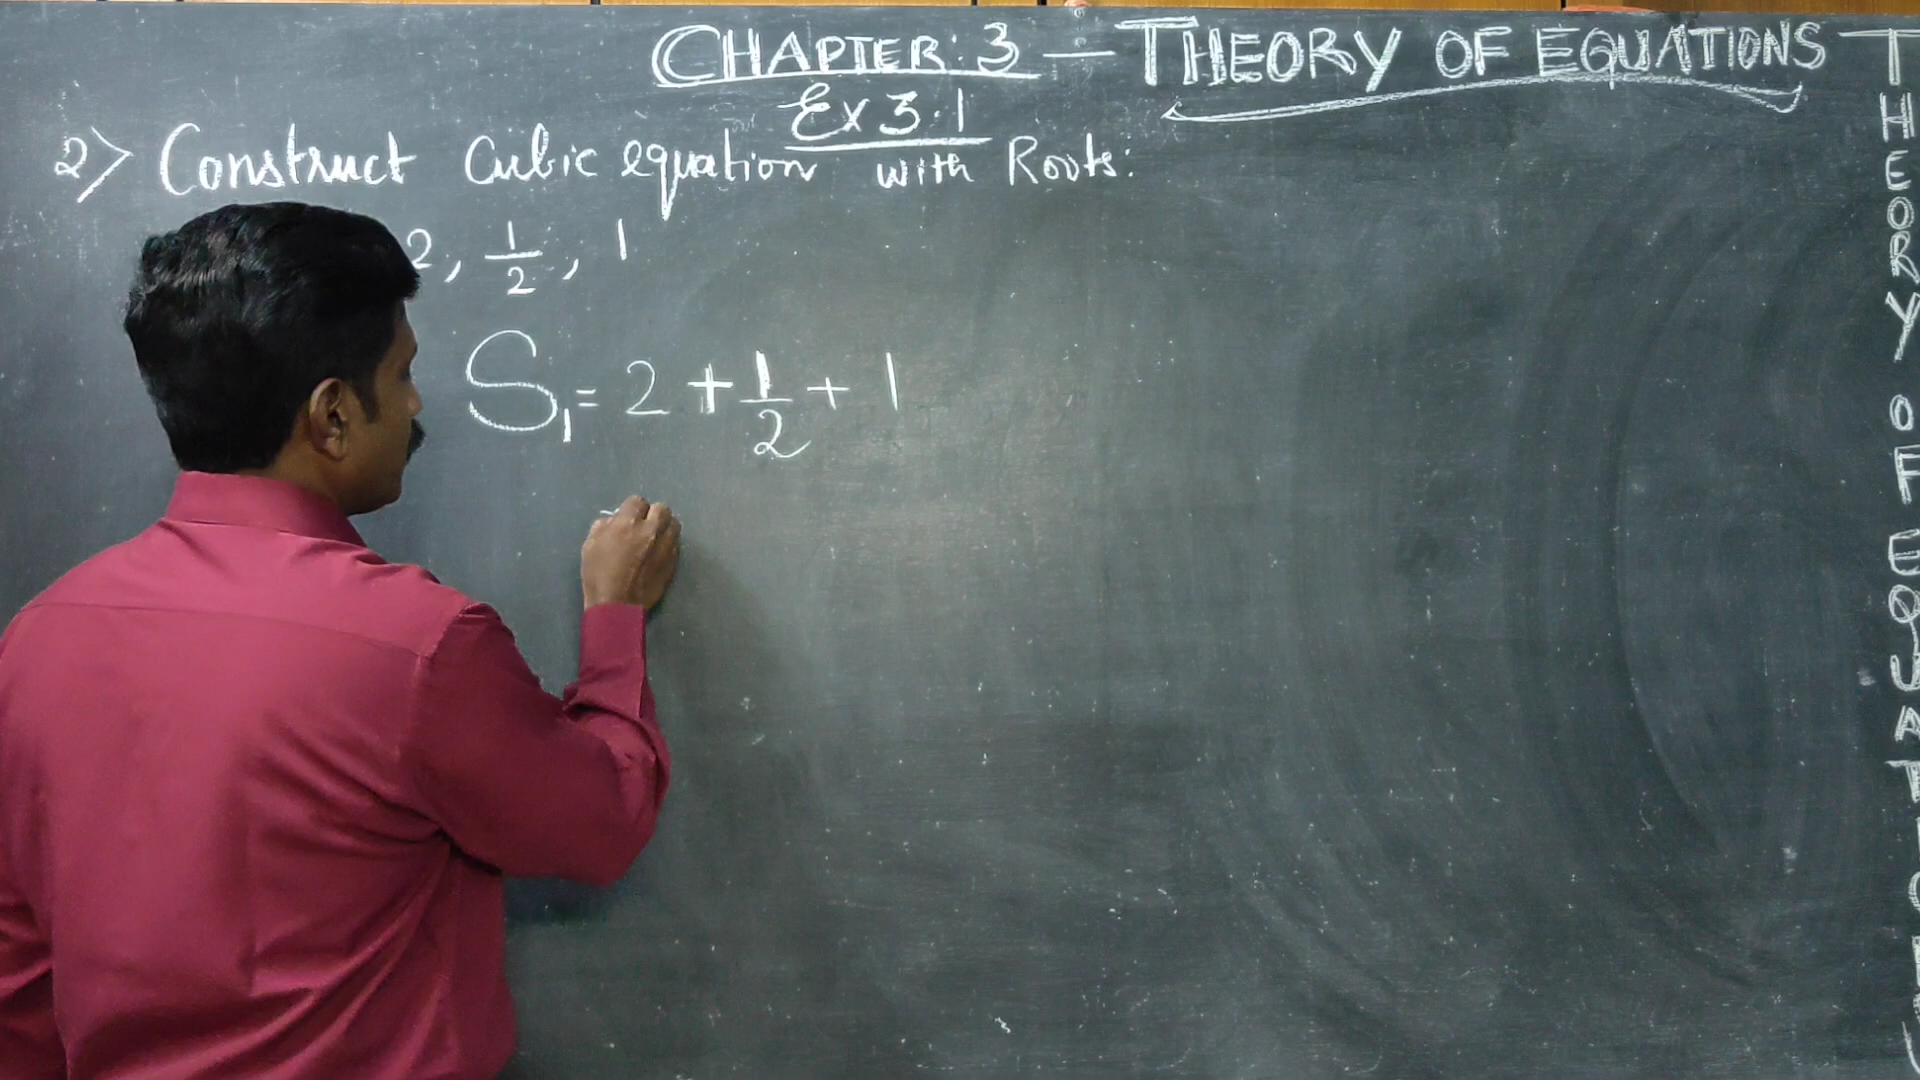 CHAPTER: 3 — THEORY OF EQUATIONS
Ex 3.1
2> Construct Cubic equation with Roots:
2, 1/2, 1
S₁ = 2 + 1/2 + 1
THEORY OF EQUATIO